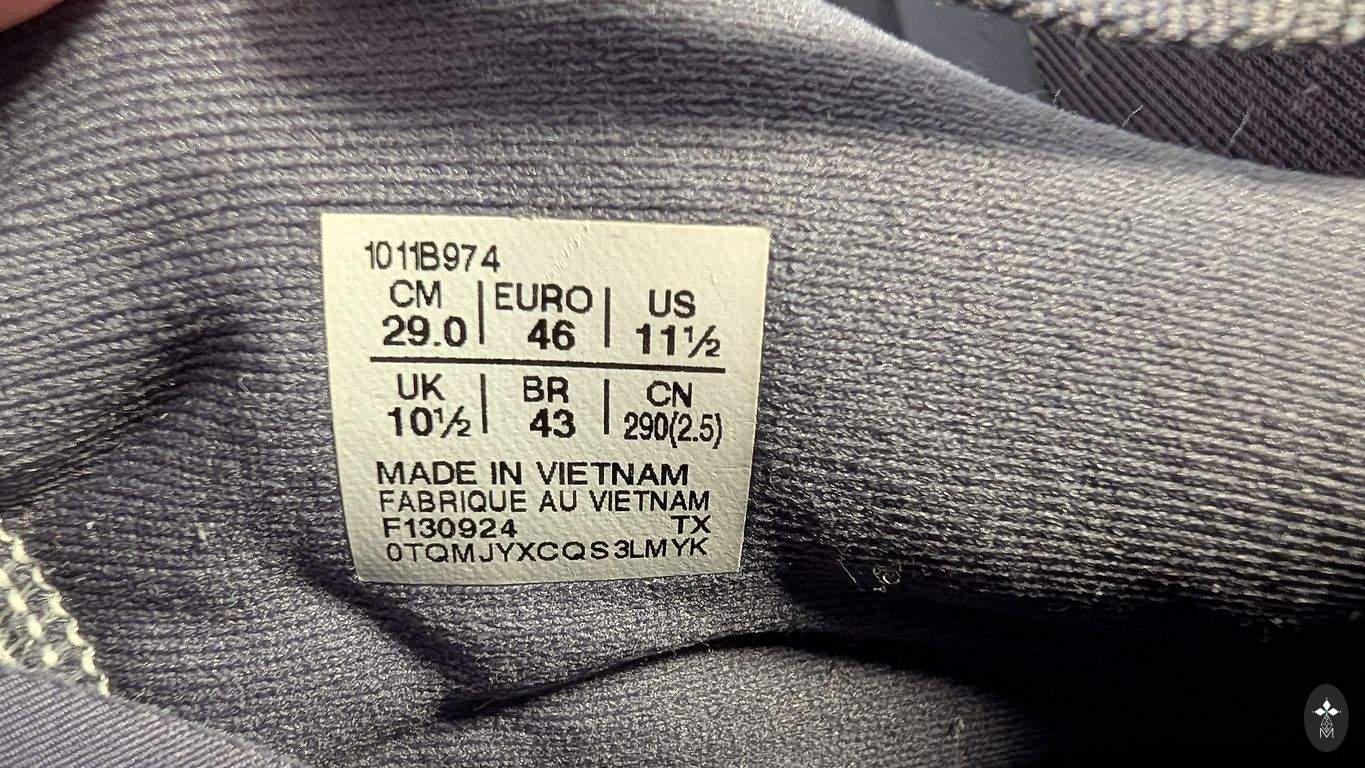 1011B974
CM | EURO | US
29.0 | 46 | 11½
UK | BR | CN
10½ | 43 | 290(2.5)
MADE IN VIETNAM
FABRIQUE AU VIETNAM
F130924 TX
0TQMJYXCQS3LMYK
M